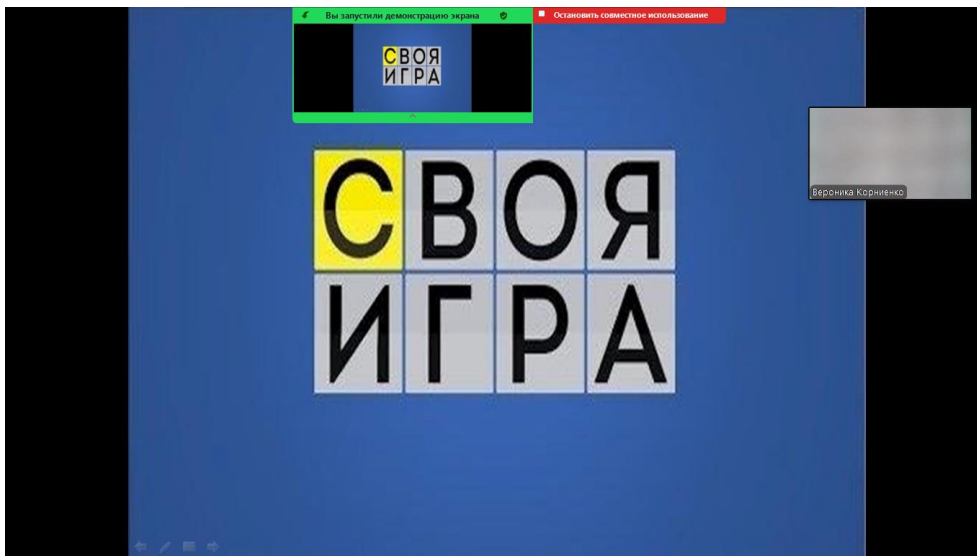 Вы запустили демонстрацию экрана
Остановить совместное использование
СВОЯ
ИГРА
СВОЯ
ИГРА
Вероника Корниенко